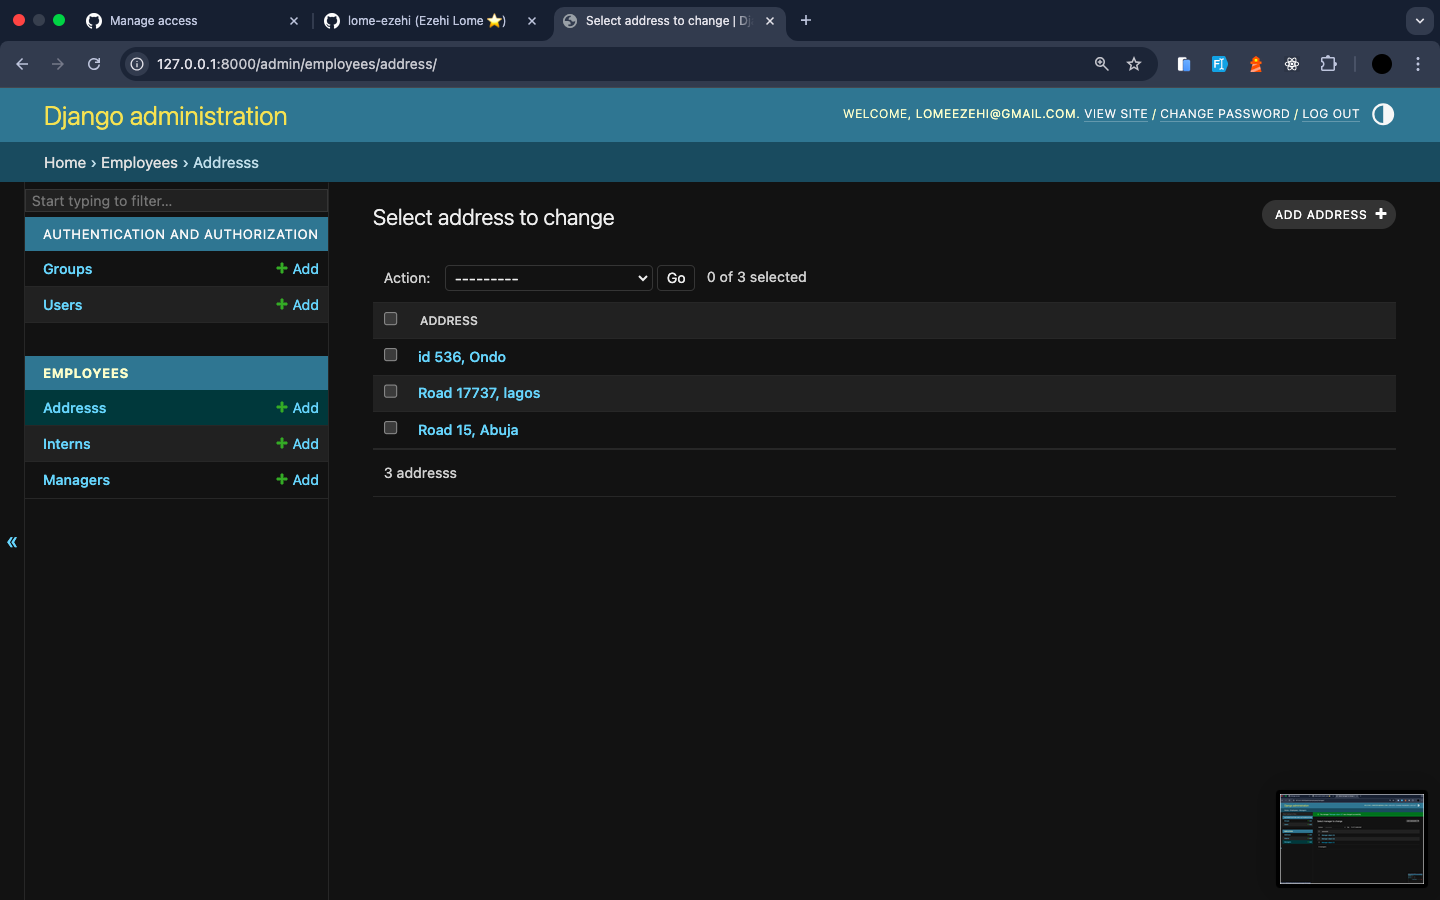 Manage access
lome-ezehi (Ezehi Lome ⭐)
Select address to change | Dj
127.0.0.1:8000/admin/employees/address/
Django administration
WELCOME, LOMEEZEHI@GMAIL.COM. VIEW SITE / CHANGE PASSWORD / LOG OUT
Home › Employees › Addresss
Start typing to filter...
AUTHENTICATION AND AUTHORIZATION
Groups + Add
Users + Add
EMPLOYEES
Addresss + Add
Interns + Add
Managers + Add
«
Select address to change
ADD ADDRESS +
Action: --------- Go 0 of 3 selected
ADDRESS
id 536, Ondo
Road 17737, lagos
Road 15, Abuja
3 addresss